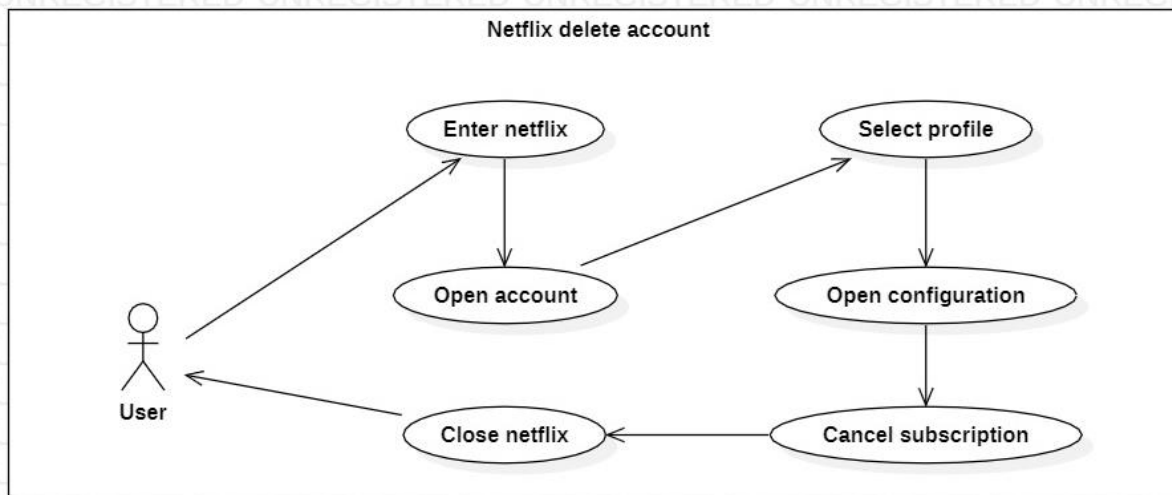 UNREGISTERED UNREGISTERED UNREGISTERED UNREGISTERED
Netflix delete account
Enter netflix
Select profile
Open account
Open configuration
User
Close netflix
Cancel subscription